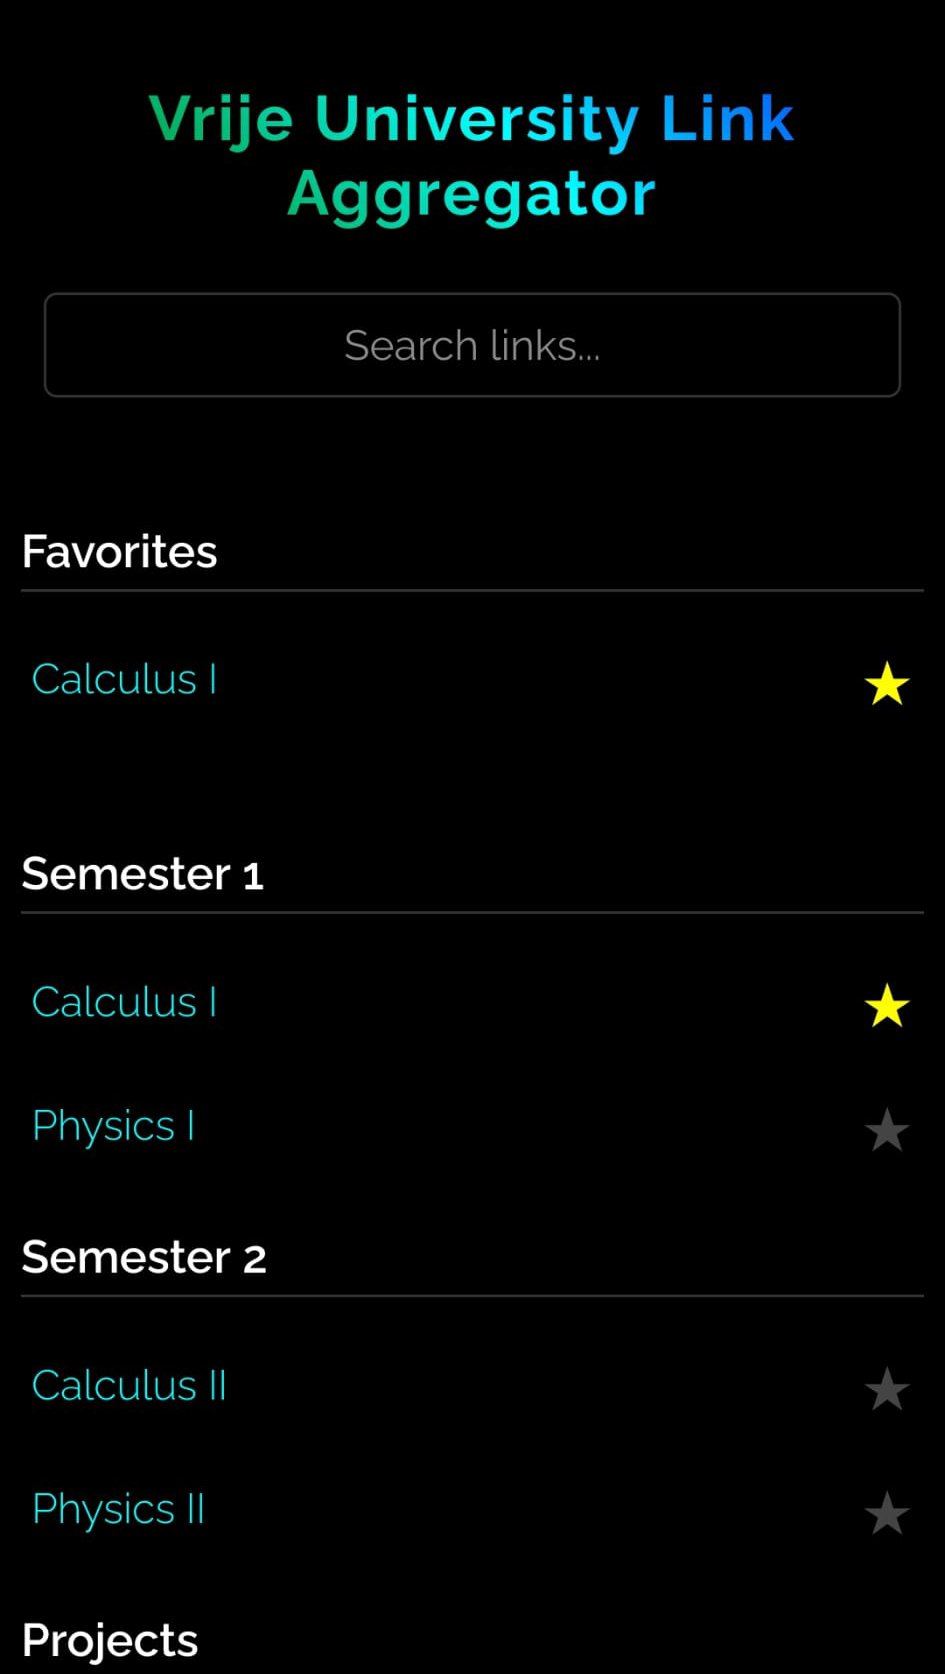 Vrije University Link
Aggregator
Search links...
Favorites
Calculus I
Semester 1
Calculus I
Physics I
Semester 2
Calculus II
Physics II
Projects